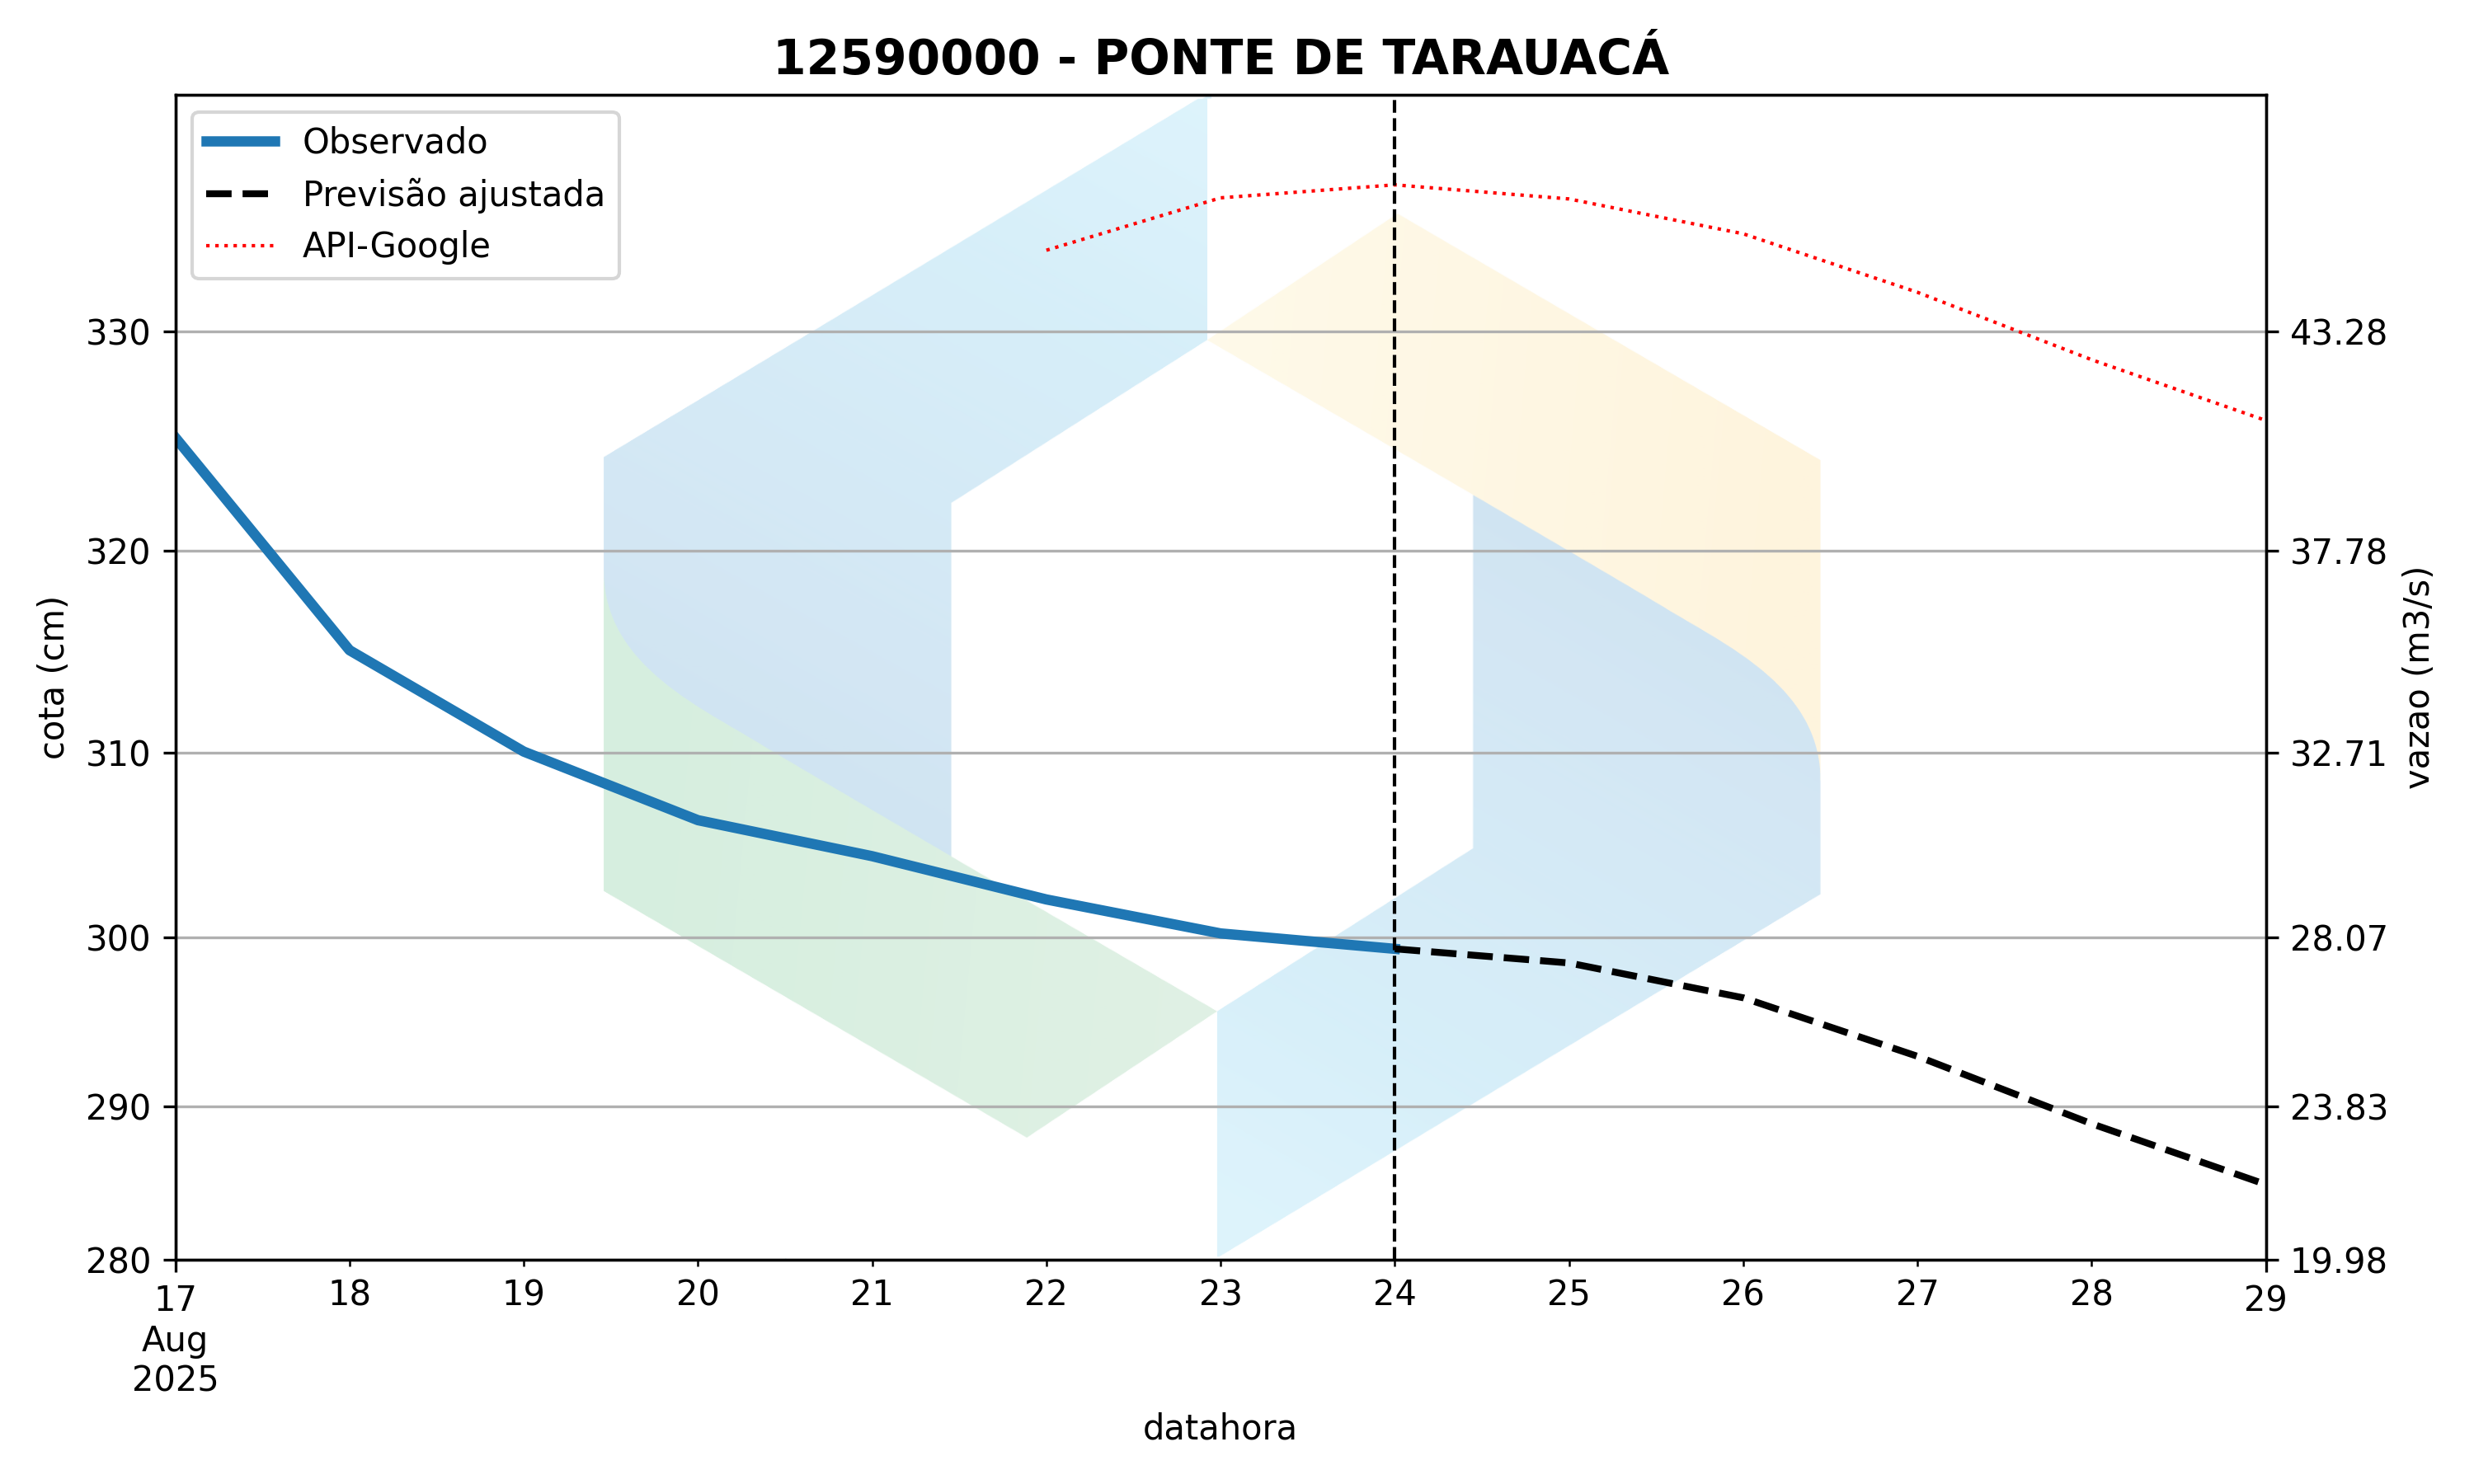 12590000 - PONTE DE TARAUACÁ
Observado
Previsão ajustada
API-Google
330
320
310
300
290
280
cota (cm)
43.28
37.78
32.71
28.07
23.83
19.98
vazao (m3/s)
17 18 19 20 21 22 23 24 25 26 27 28 29
Aug
2025
datahora